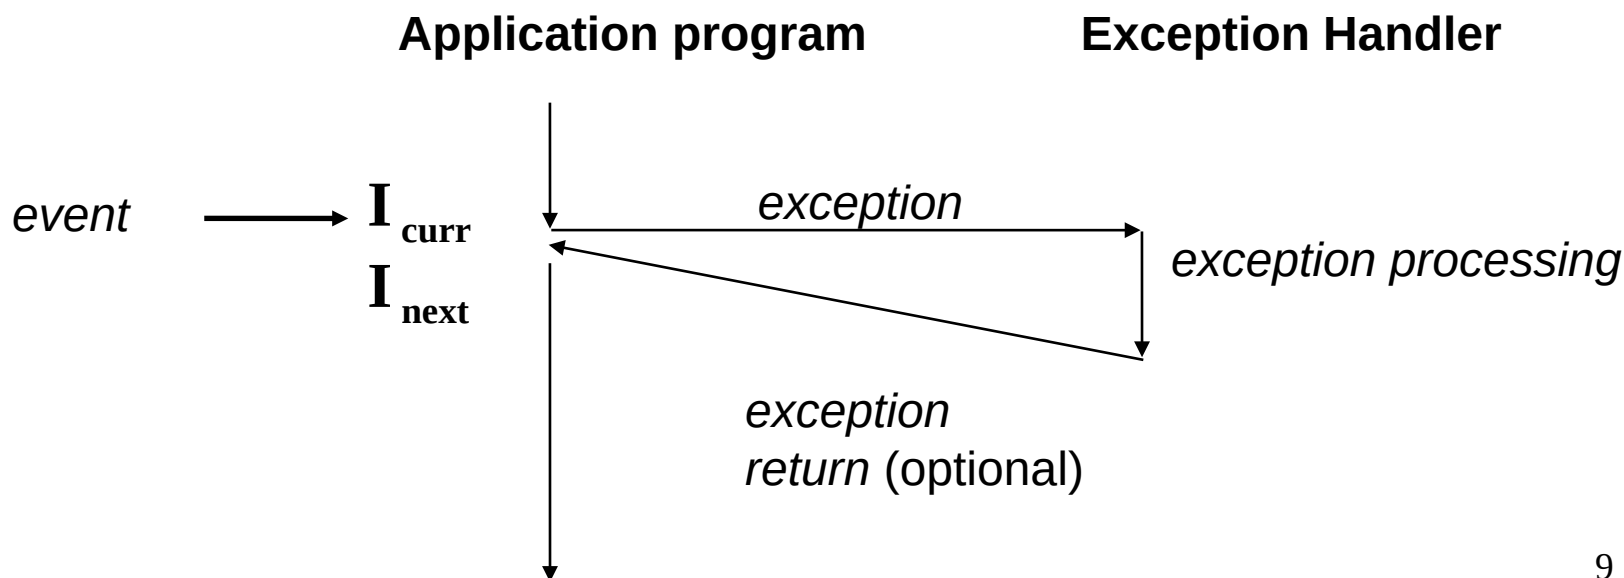 Application program
Exception Handler
event
I curr
exception
exception processing
I next
exception
return (optional)
9